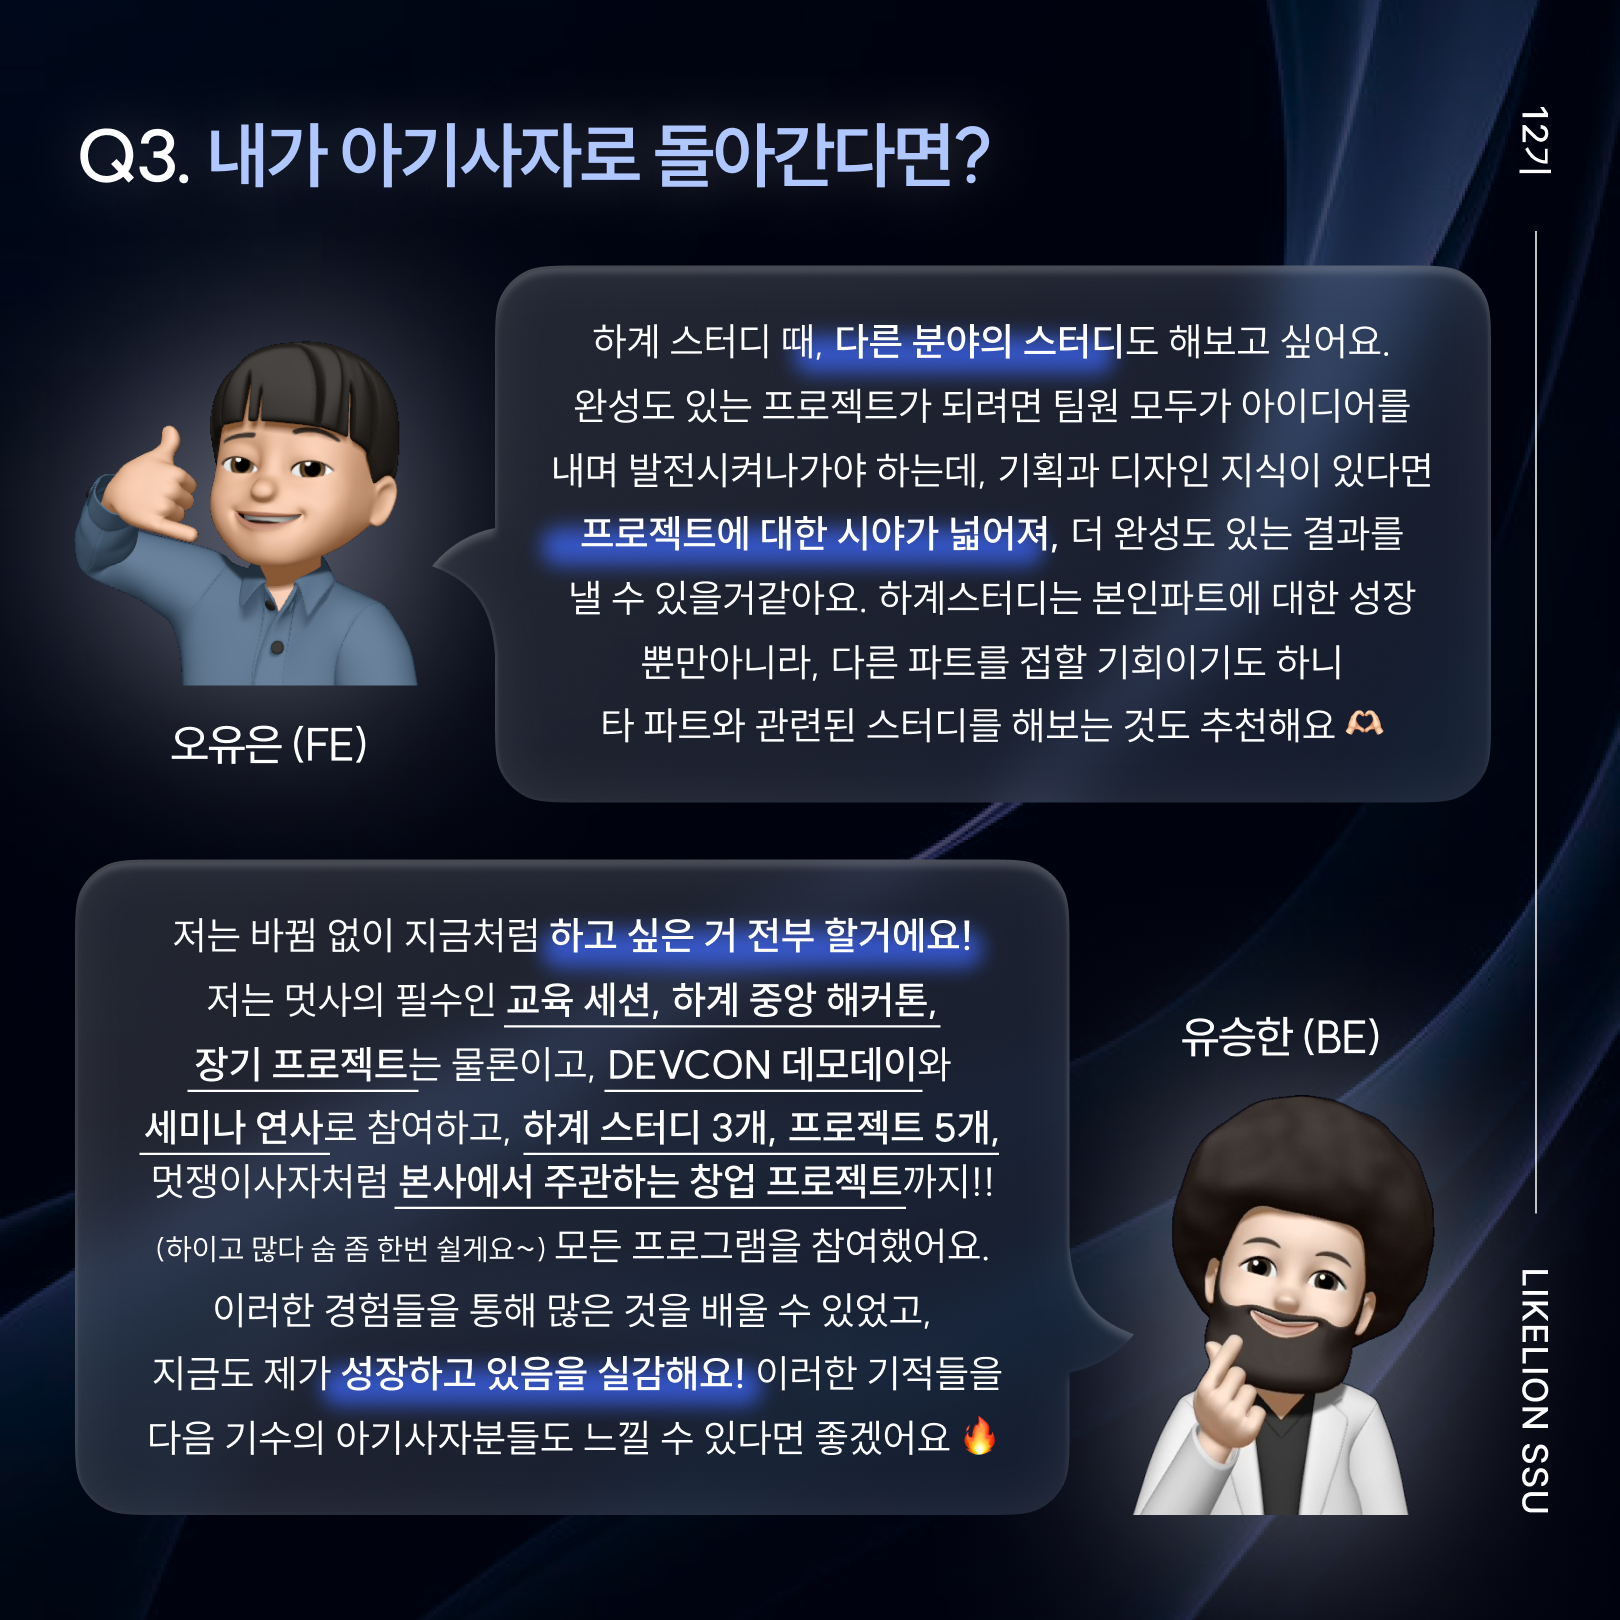 Q3. 내가 아기사자로 돌아간다면?
12기
하계 스터디 때, 다른 분야의 스터디도 해보고 싶어요.
완성도 있는 프로젝트가 되려면 팀원 모두가 아이디어를
내며 발전시켜나가야 하는데, 기획과 디자인 지식이 있다면
프로젝트에 대한 시야가 넓어져, 더 완성도 있는 결과를
낼 수 있을거같아요. 하계스터디는 본인파트에 대한 성장
뿐만아니라, 다른 파트를 접할 기회이기도 하니
타 파트와 관련된 스터디를 해보는 것도 추천해요 🫶🏻
오유은 (FE)
저는 바뀜 없이 지금처럼 하고 싶은 거 전부 할거에요!
저는 멋사의 필수인 교육 세션, 하계 중앙 해커톤,
장기 프로젝트는 물론이고, DEVCON 데모데이와
세미나 연사로 참여하고, 하계 스터디 3개, 프로젝트 5개,
멋쟁이사자처럼 본사에서 주관하는 창업 프로젝트까지!!
(하이고 많다 숨 좀 한번 쉴게요~) 모든 프로그램을 참여했어요.
이러한 경험들을 통해 많은 것을 배울 수 있었고,
지금도 제가 성장하고 있음을 실감해요! 이러한 기적들을
다음 기수의 아기사자분들도 느낄 수 있다면 좋겠어요 🔥
유승한 (BE)
LIKELION SSU